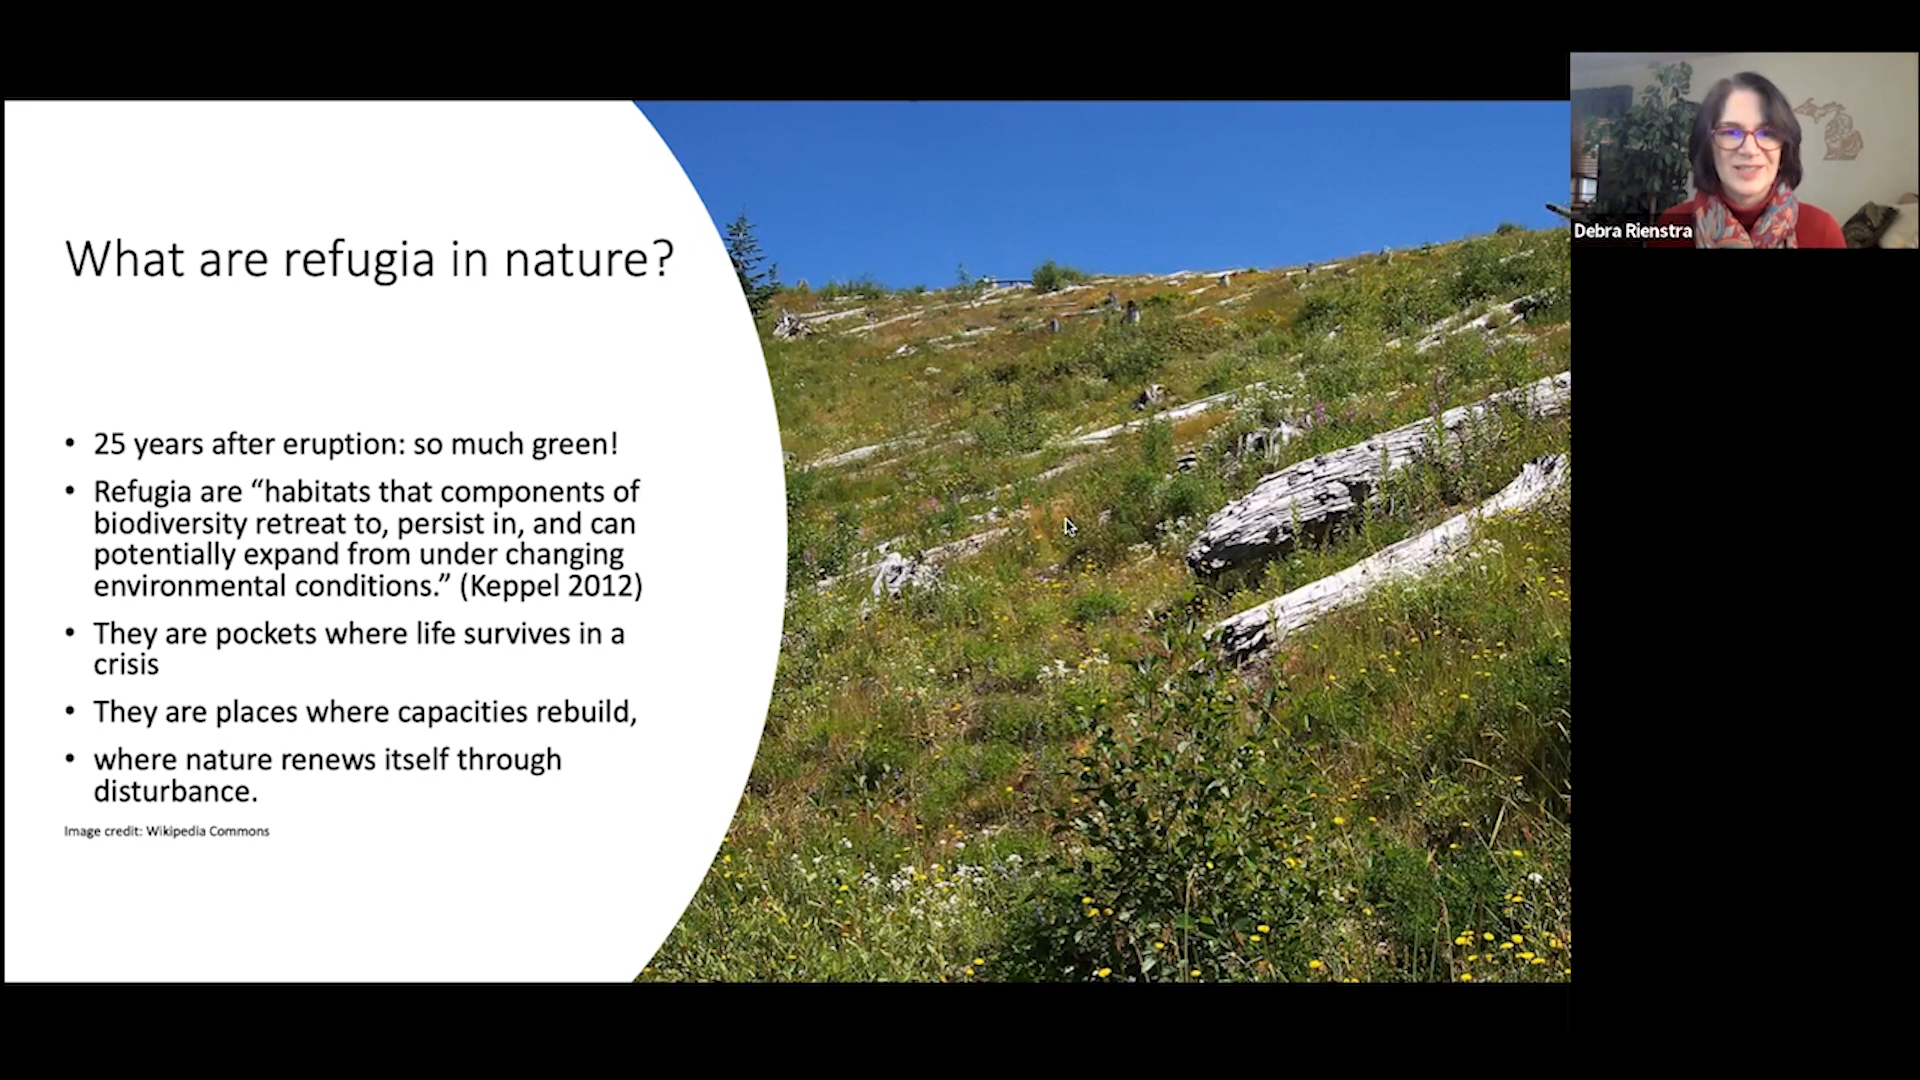 What are refugia in nature?
• 25 years after eruption: so much green!
• Refugia are “habitats that components of
biodiversity retreat to, persist in, and can
potentially expand from under changing
environmental conditions.” (Keppel 2012)
• They are pockets where life survives in a
crisis
• They are places where capacities rebuild,
• where nature renews itself through
disturbance.
Image credit: Wikipedia Commons
Debra Rienstra